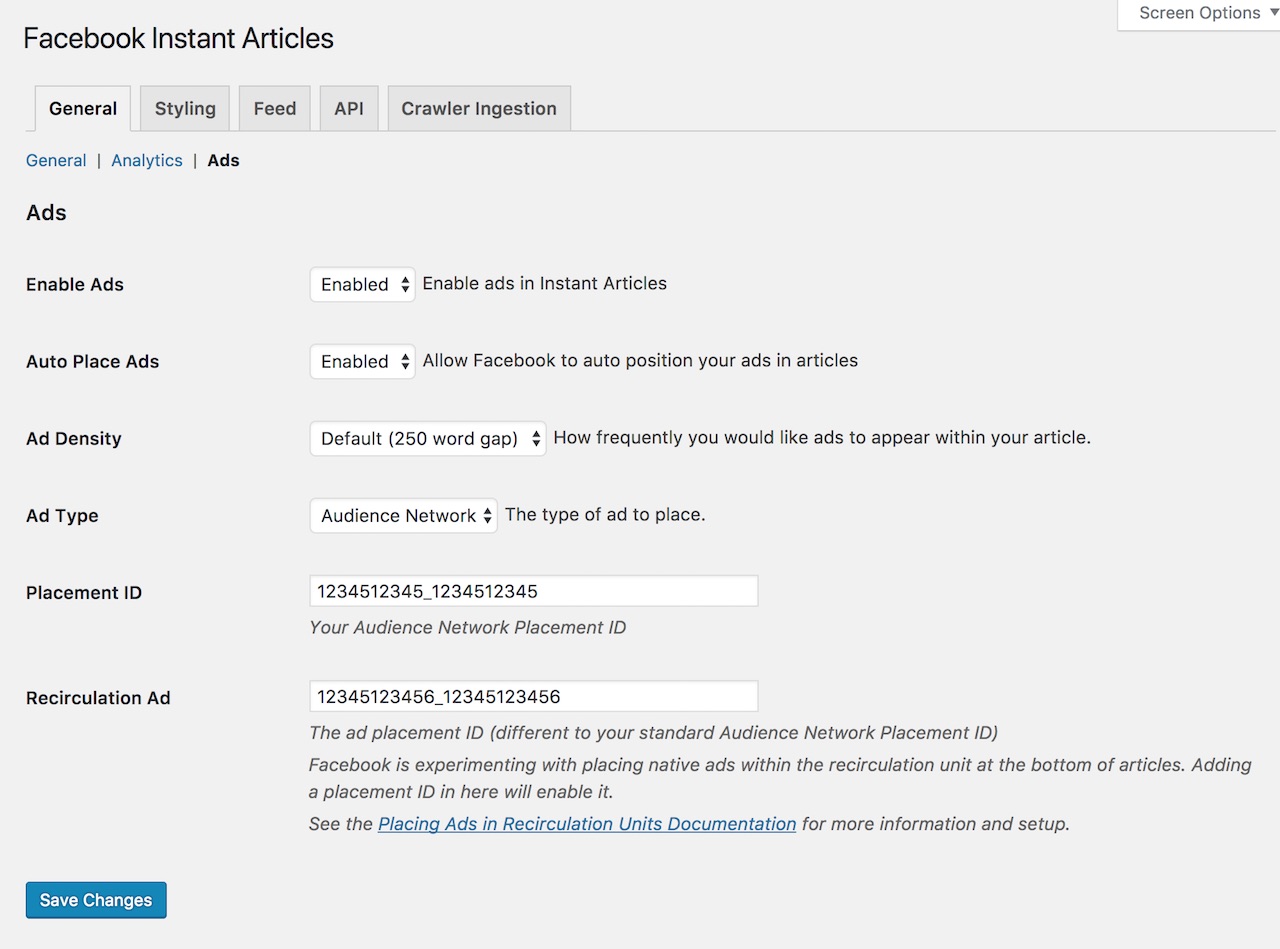 Screen Options
Facebook Instant Articles
General Styling Feed API Crawler Ingestion
General | Analytics | Ads
Ads
Enable Ads Enabled Enable ads in Instant Articles
Auto Place Ads Enabled Allow Facebook to auto position your ads in articles
Ad Density Default (250 word gap) How frequently you would like ads to appear within your article.
Ad Type Audience Network The type of ad to place.
Placement ID 1234512345_1234512345
Your Audience Network Placement ID
Recirculation Ad 12345123456_12345123456
The ad placement ID (different to your standard Audience Network Placement ID)
Facebook is experimenting with placing native ads within the recirculation unit at the bottom of articles. Adding
a placement ID in here will enable it.
See the Placing Ads in Recirculation Units Documentation for more information and setup.
Save Changes